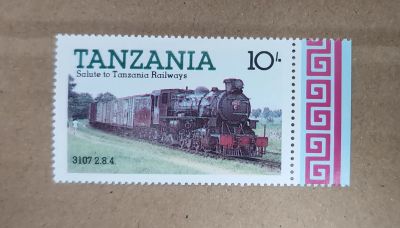 TANZANIA 10/-
Salute to Tanzania Railways
3107 2.8.4.